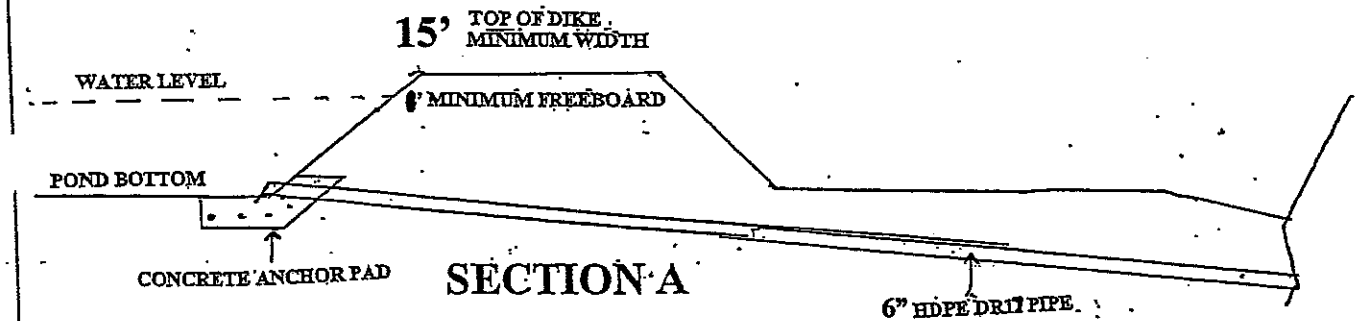 15’ TOP OF DIKE
MINIMUM WIDTH
WATER LEVEL
’ MINIMUM FREEBOARD
POND BOTTOM
CONCRETE ANCHOR PAD
SECTION A
6” HDPE DR17 PIPE